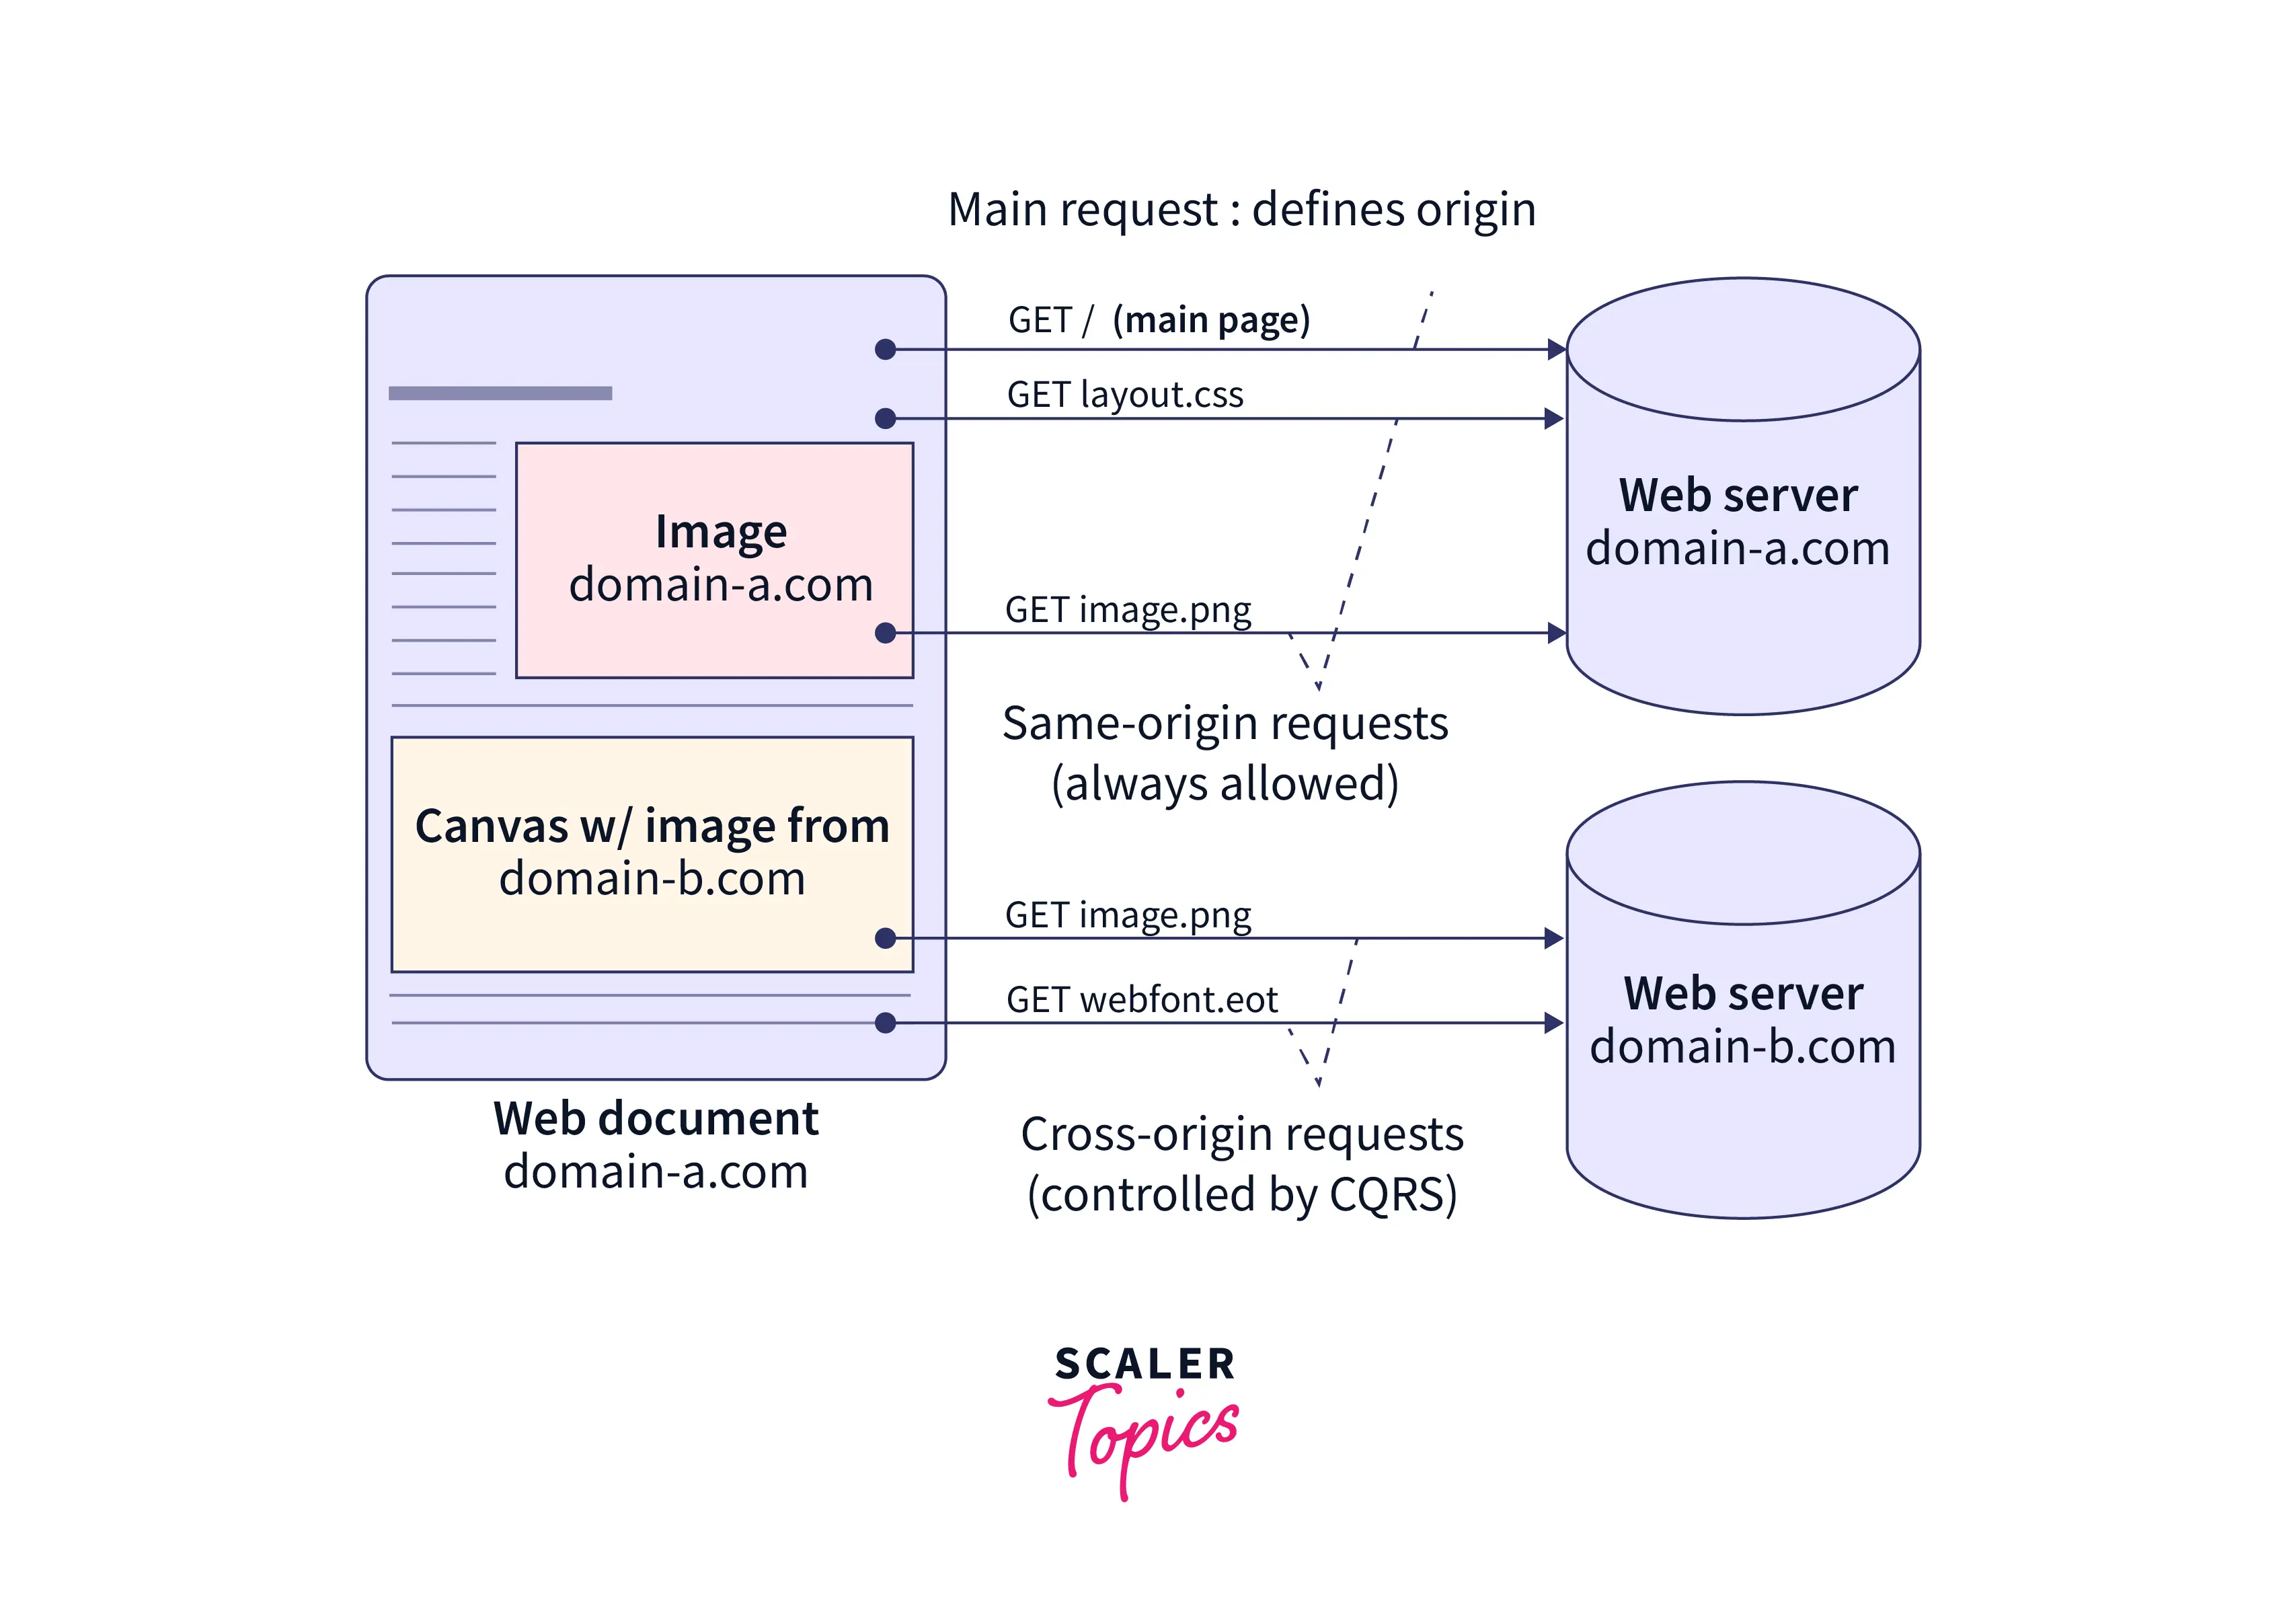 Main request : defines origin
GET / (main page)
GET layout.css
Image
domain-a.com
GET image.png
Web server
domain-a.com
Same-origin requests
(always allowed)
Canvas w/ image from
domain-b.com
GET image.png
GET webfont.eot
Web server
domain-b.com
Web document
domain-a.com
Cross-origin requests
(controlled by CQRS)
SCALER
Topics